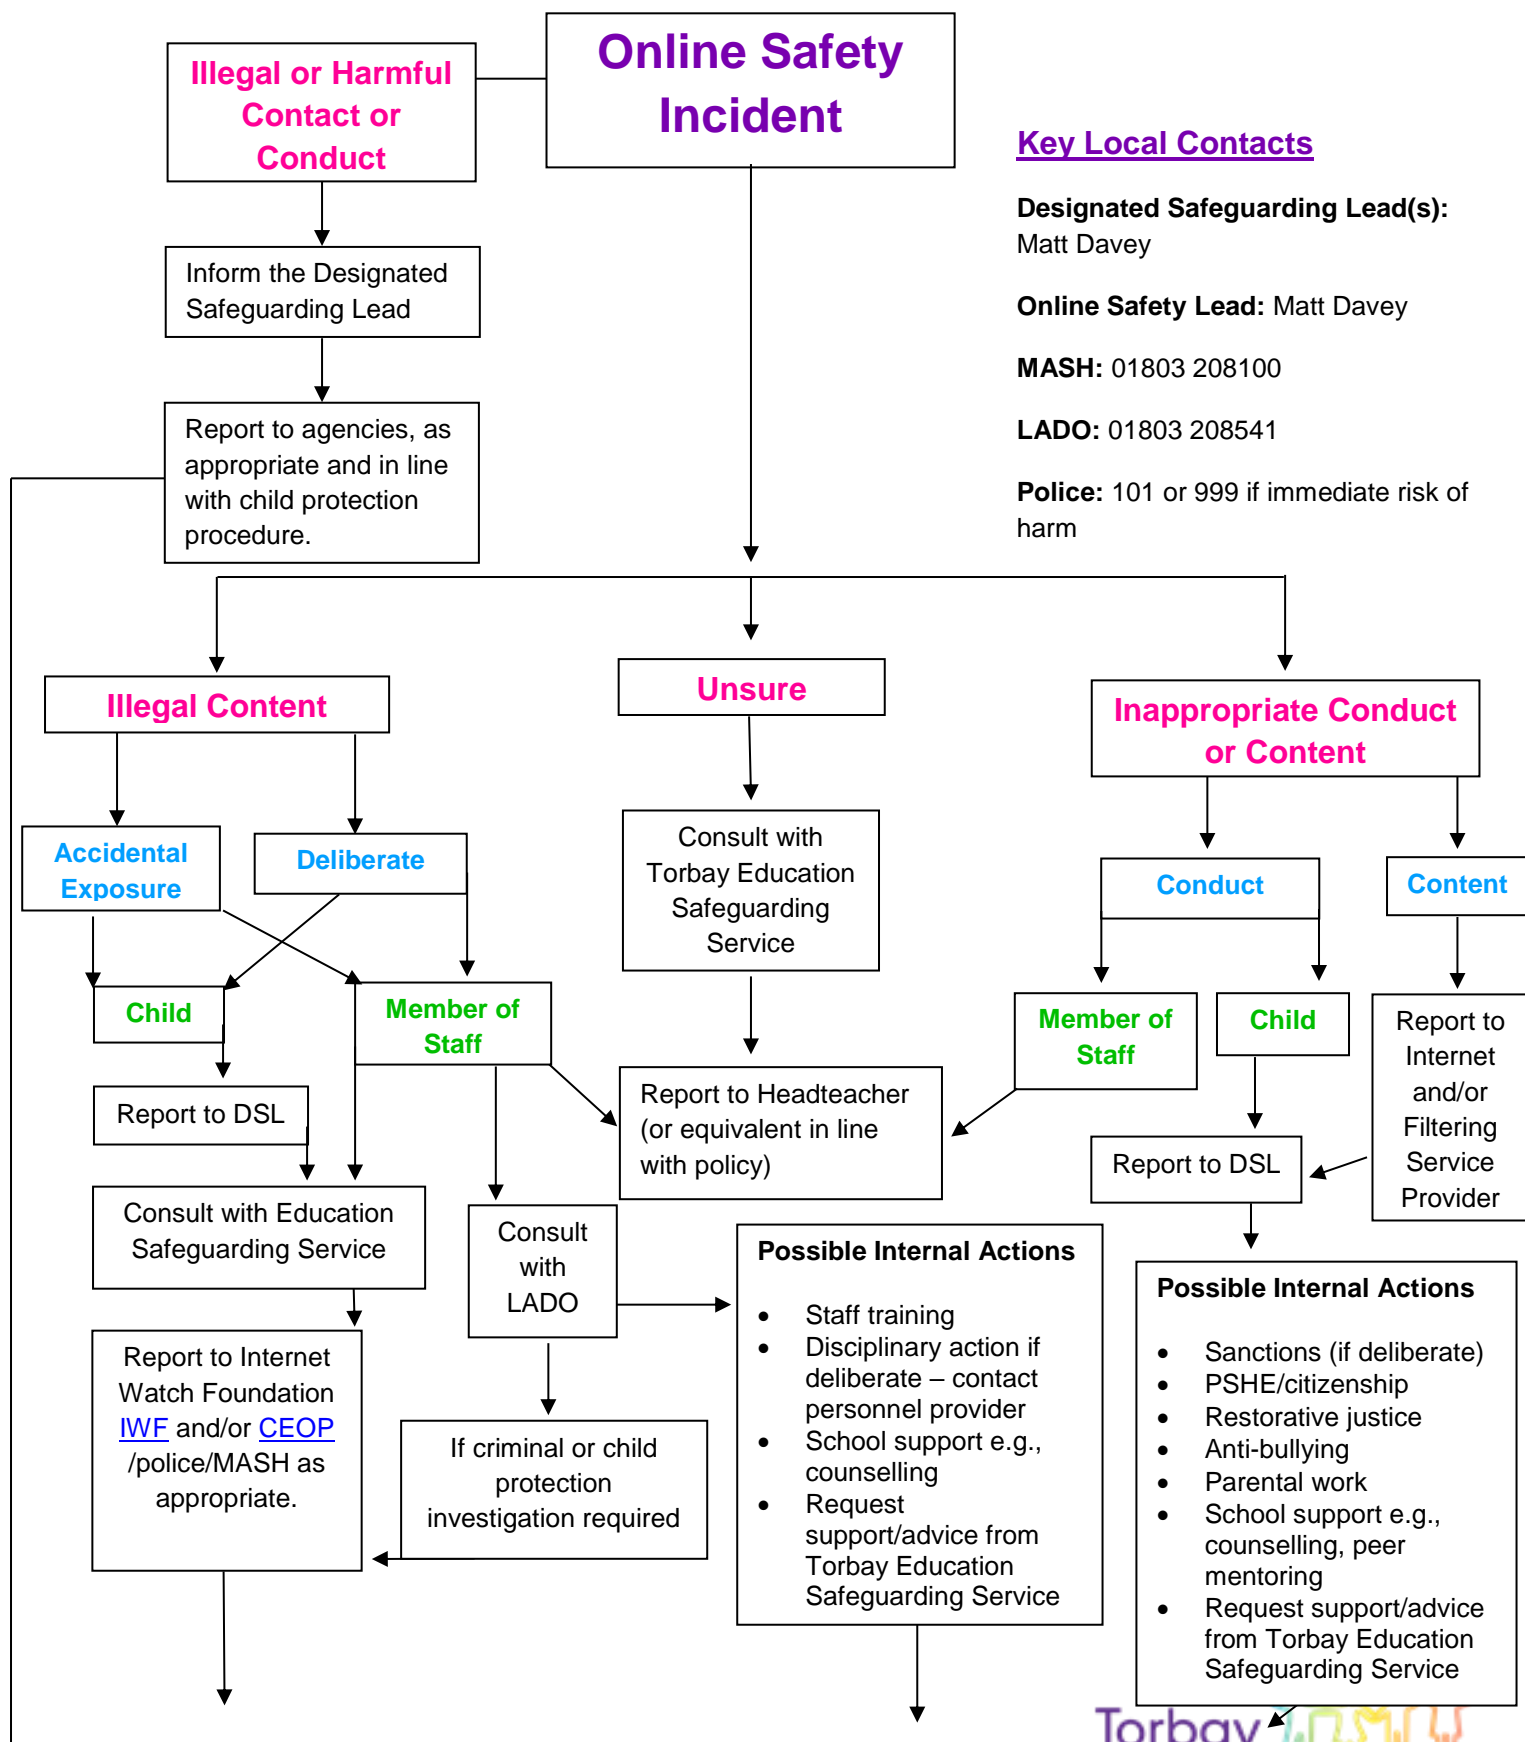 Online Safety
Incident
Illegal or Harmful
Contact or
Conduct
Key Local Contacts
Designated Safeguarding Lead(s):
Matt Davey
Online Safety Lead: Matt Davey
MASH: 01803 208100
LADO: 01803 208541
Police: 101 or 999 if immediate risk of
harm
Inform the Designated
Safeguarding Lead
Report to agencies, as
appropriate and in line
with child protection
procedure.
Illegal Content
Unsure
Inappropriate Conduct
or Content
Accidental
Exposure
Deliberate
Consult with
Torbay Education
Safeguarding
Service
Conduct
Content
Child
Member of
Staff
Member of
Staff
Child
Report to
Internet
and/or
Filtering
Service
Provider
Report to DSL
Report to Headteacher
(or equivalent in line
with policy)
Report to DSL
Consult with Education
Safeguarding Service
Consult
with
LADO
Possible Internal Actions
• Staff training
• Disciplinary action if
deliberate – contact
personnel provider
• School support e.g.,
counselling
• Request
support/advice from
Torbay Education
Safeguarding Service
Possible Internal Actions
• Sanctions (if deliberate)
• PSHE/citizenship
• Restorative justice
• Anti-bullying
• Parental work
• School support e.g.,
counselling, peer
mentoring
• Request support/advice
from Torbay Education
Safeguarding Service
Report to Internet
Watch Foundation
IWF and/or CEOP
/police/MASH as
appropriate.
If criminal or child
protection
investigation required
Torbay